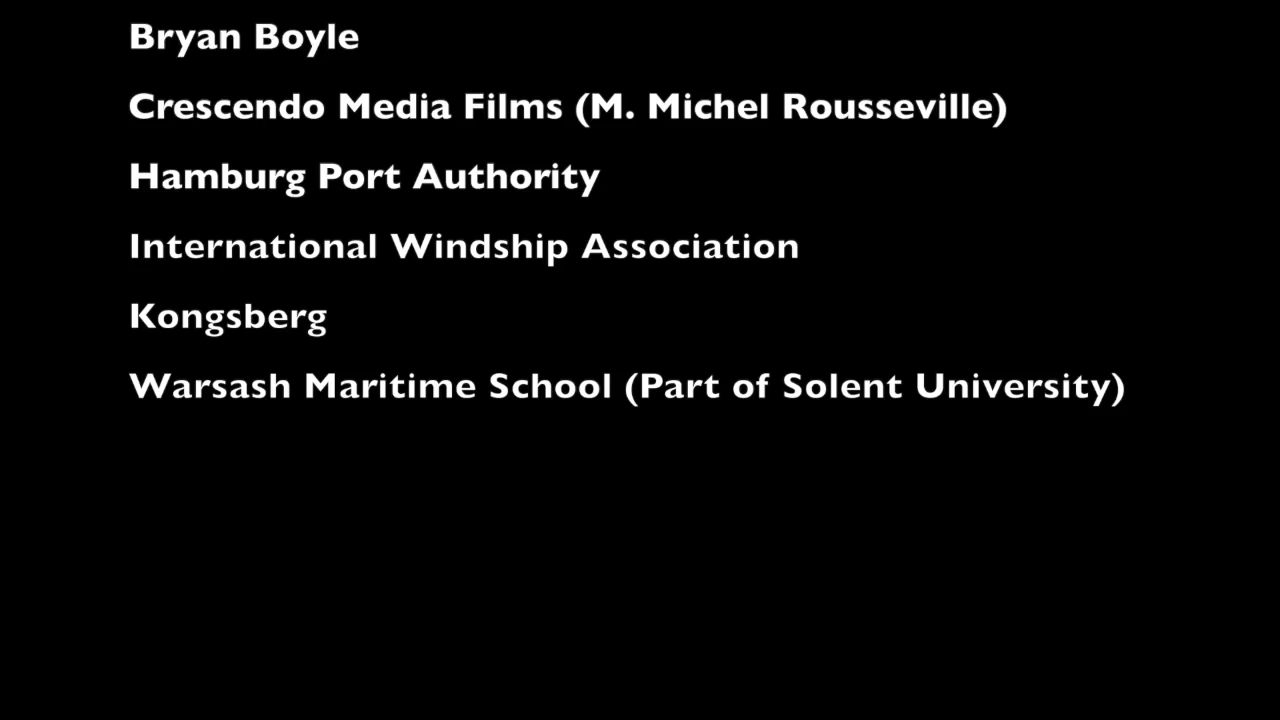 Bryan Boyle
Crescendo Media Films (M. Michel Rousseville)
Hamburg Port Authority
International Windship Association
Kongsberg
Warsash Maritime School (Part of Solent University)